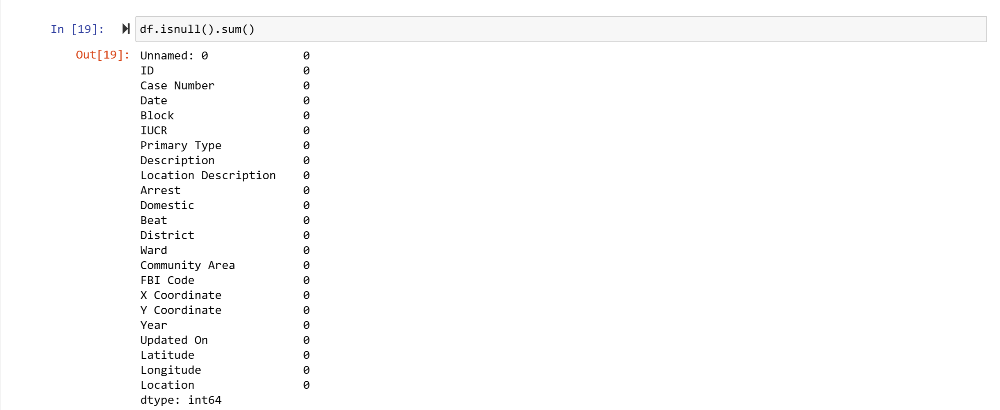 In [19]: df.isnull().sum()
Out[19]: Unnamed: 0 0
ID 0
Case Number 0
Date 0
Block 0
IUCR 0
Primary Type 0
Description 0
Location Description 0
Arrest 0
Domestic 0
Beat 0
District 0
Ward 0
Community Area 0
FBI Code 0
X Coordinate 0
Y Coordinate 0
Year 0
Updated On 0
Latitude 0
Longitude 0
Location 0
dtype: int64